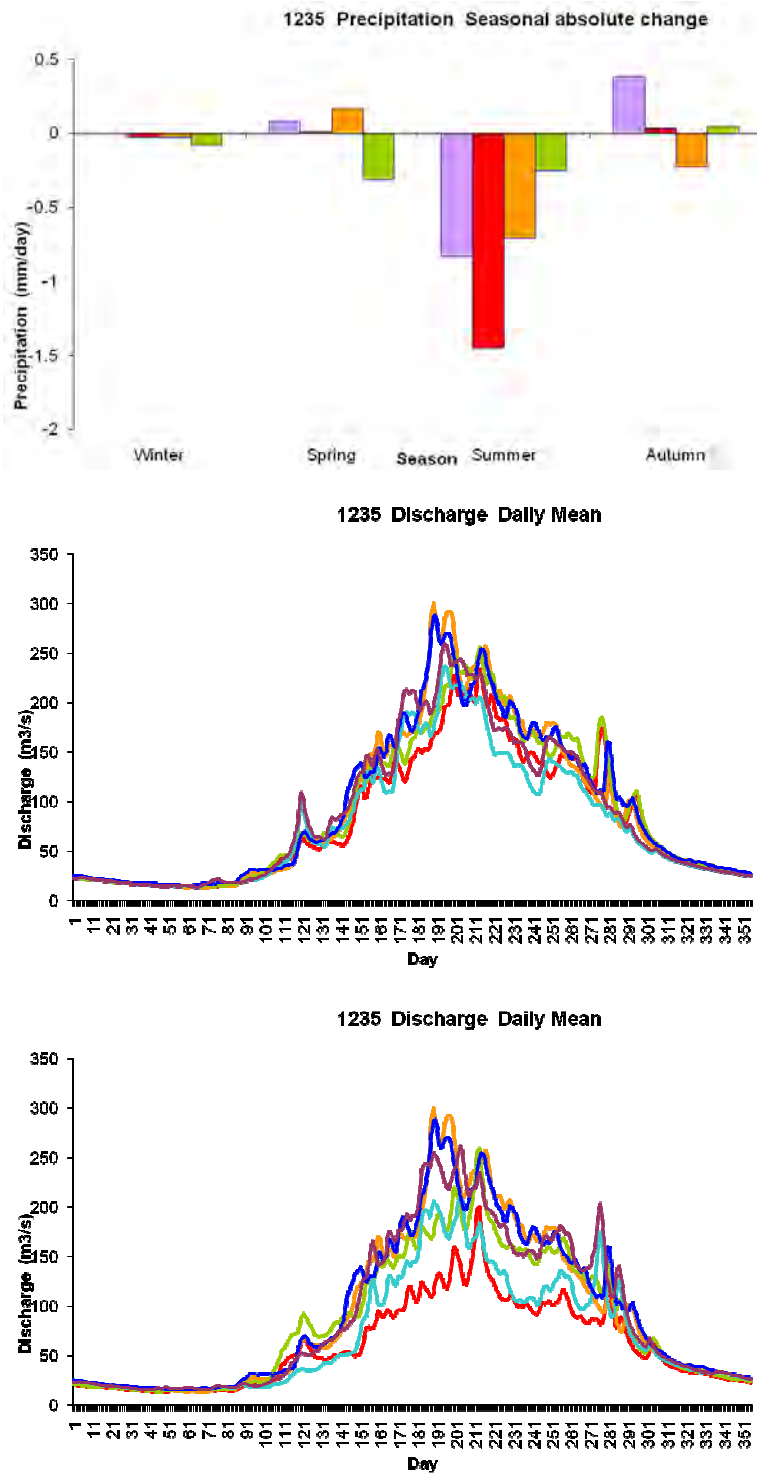 1235 Precipitation Seasonal absolute change
Precipitation (mm/day)
0.5
0
-0.5
-1
-1.5
-2
Winter Spring Season Summer Autumn
1235 Discharge Daily Mean
Discharge (m3/s)
350
300
250
200
150
100
50
0
1 11 21 31 41 51 61 71 81 91 101 111 121 131 141 151 161 171 181 191 201 211 221 231 241 251 261 271 281 291 301 311 321 331 341 351
Day
1235 Discharge Daily Mean
Discharge (m3/s)
350
300
250
200
150
100
50
0
1 11 21 31 41 51 61 71 81 91 101 111 121 131 141 151 161 171 181 191 201 211 221 231 241 251 261 271 281 291 301 311 321 331 341 351
Day